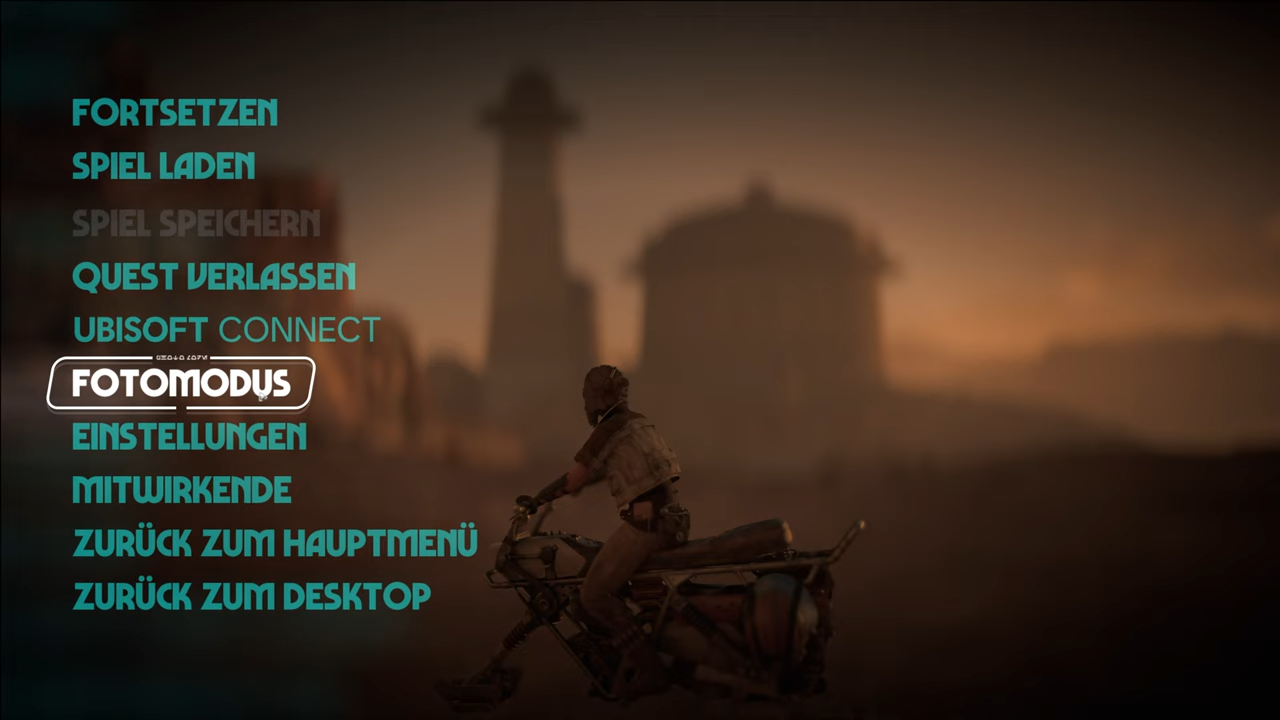 FORTSETZEN
SPIEL LADEN
SPIEL SPEICHERN
QUEST VERLASSEN
UBISOFT CONNECT
FOTOMODUS
EINSTELLUNGEN
MITWIRKENDE
ZURÜCK ZUM HAUPTMENÜ
ZURÜCK ZUM DESKTOP